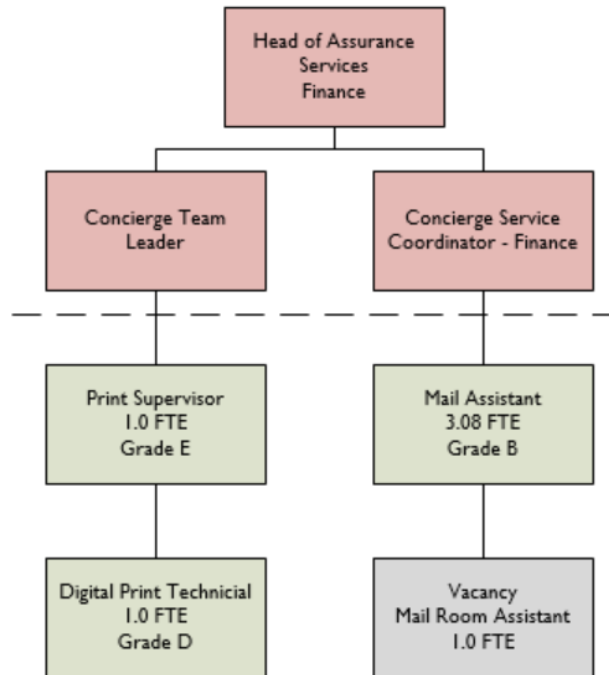 Head of Assurance
Services
Finance
Concierge Team
Leader
Concierge Service
Coordinator - Finance
Print Supervisor
1.0 FTE
Grade E
Mail Assistant
3.08 FTE
Grade B
Digital Print Technicial
1.0 FTE
Grade D
Vacancy
Mail Room Assistant
1.0 FTE